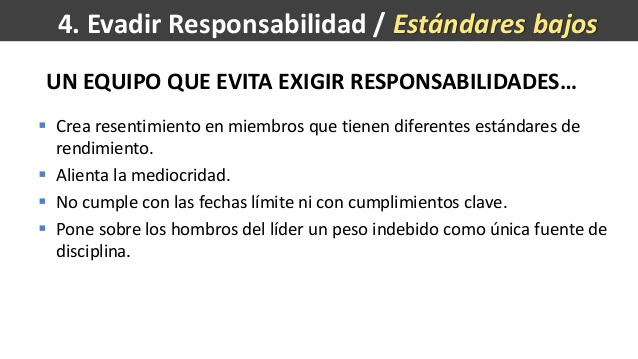 4. Evadir Responsabilidad / Estándares bajos
UN EQUIPO QUE EVITA EXIGIR RESPONSABILIDADES...
▪ Crea resentimiento en miembros que tienen diferentes estándares de
rendimiento.
▪ Alienta la mediocridad.
▪ No cumple con las fechas límite ni con cumplimientos clave.
▪ Pone sobre los hombros del líder un peso indebido como única fuente de
disciplina.